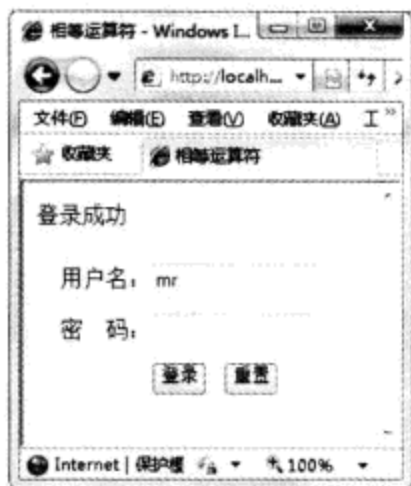 相等运算符 - Windows I...
http://localh...
文件(F) 编辑(E) 查看(V) 收藏夹(A) 工 »
收藏夹 相等运算符
登录成功
用户名： mr
密 码：
登录 重置
Internet | 保护模 100%